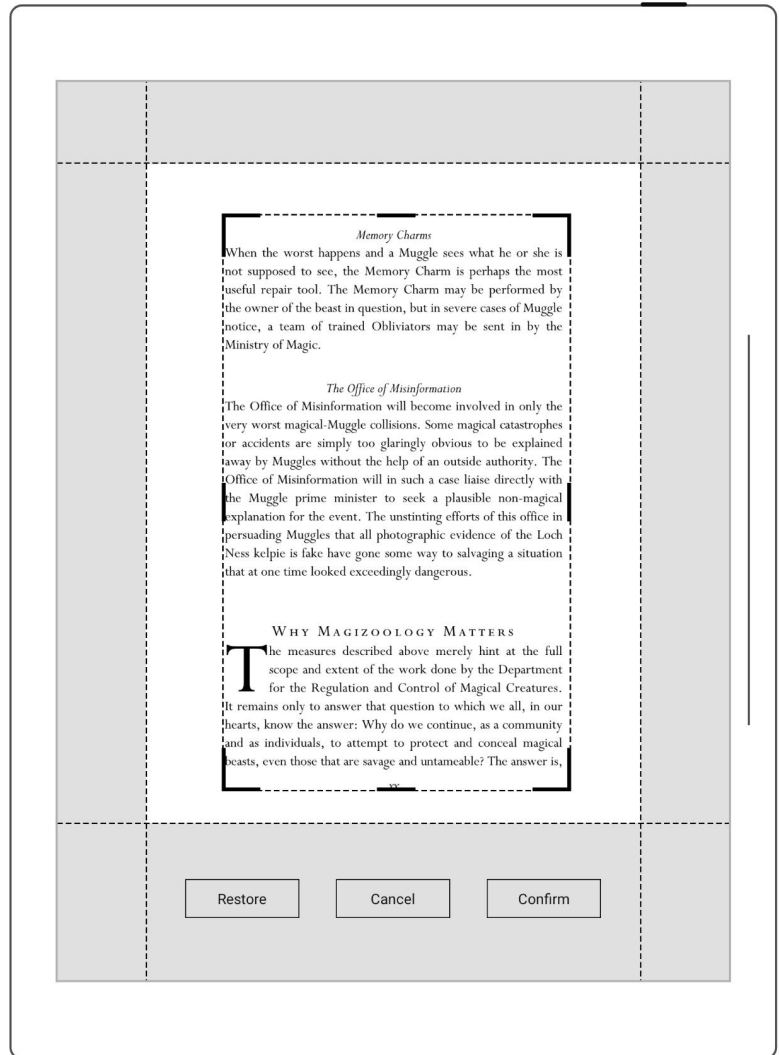 Memory Charms
When the worst happens and a Muggle sees what he or she is
not supposed to see, the Memory Charm is perhaps the most
useful repair tool. The Memory Charm may be performed by
the owner of the beast in question, but in severe cases of Muggle
notice, a team of trained Obliviators may be sent in by the
Ministry of Magic.
The Office of Misinformation
The Office of Misinformation will become involved in only the
very worst magical-Muggle collisions. Some magical catastrophes
or accidents are simply too glaringly obvious to be explained
away by Muggles without the help of an outside authority. The
Office of Misinformation will in such a case liaise directly with
the Muggle prime minister to seek a plausible non-magical
explanation for the event. The unstinting efforts of this office in
persuading Muggles that all photographic evidence of the Loch
Ness kelpie is fake have gone some way to salvaging a situation
that at one time looked exceedingly dangerous.
WHY MAGIZOOLOGY MATTERS
The measures described above merely hint at the full
scope and extent of the work done by the Department
for the Regulation and Control of Magical Creatures.
It remains only to answer that question to which we all, in our
hearts, know the answer: Why do we continue, as a community
and as individuals, to attempt to protect and conceal magical
beasts, even those that are savage and untameable? The answer is,
xx
Restore Cancel Confirm